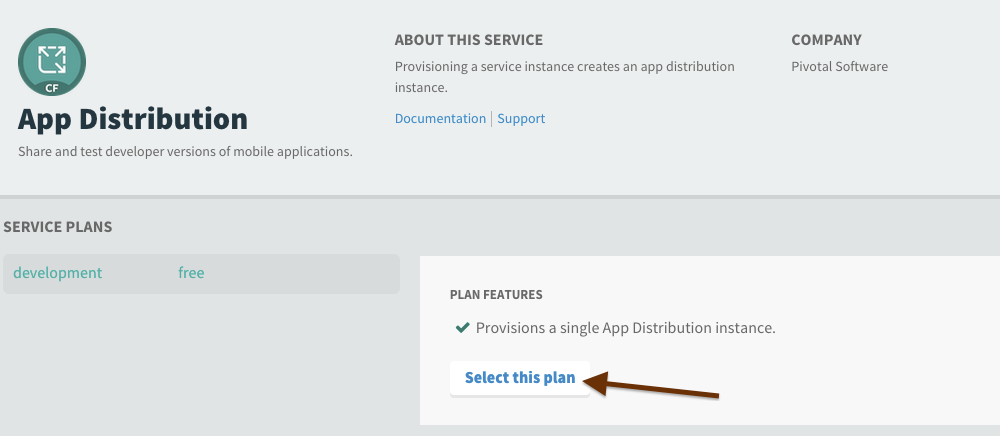 CF
App Distribution
Share and test developer versions of mobile applications.
ABOUT THIS SERVICE
Provisioning a service instance creates an app distribution
instance.
Documentation | Support
COMPANY
Pivotal Software
SERVICE PLANS
development free
PLAN FEATURES
Provisions a single App Distribution instance.
Select this plan